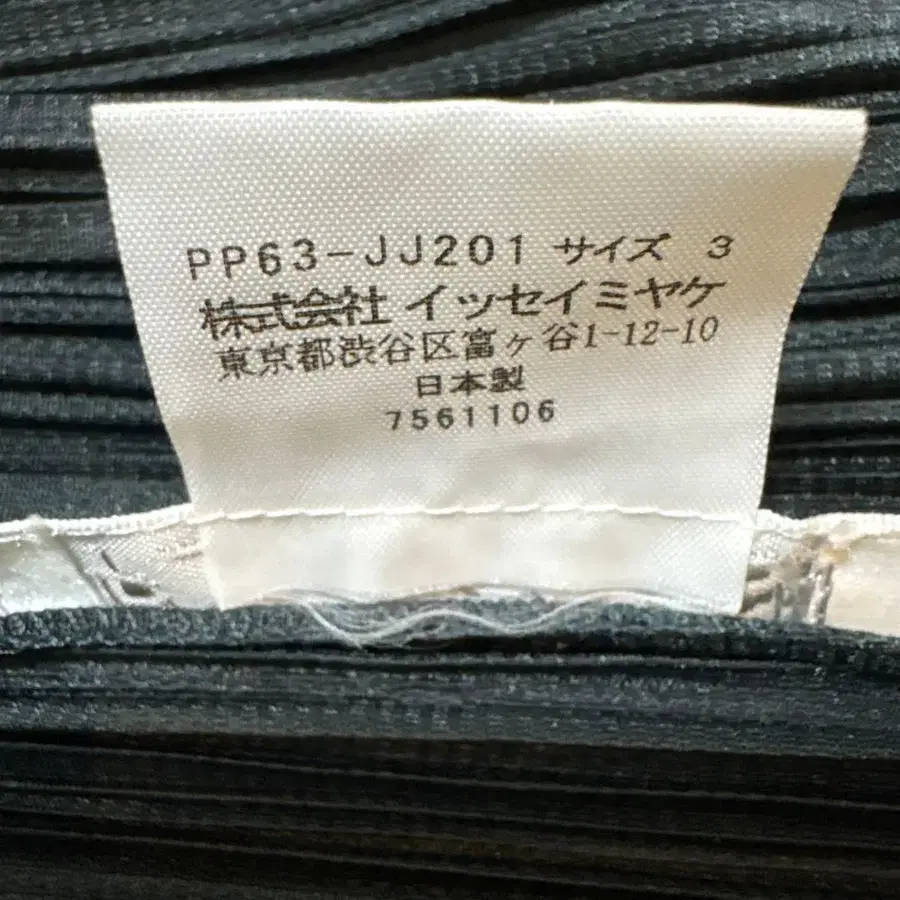 PP63-JJ201 サイズ 3
株式会社 イッセイミヤケ
東京都渋谷区富ヶ谷1-12-10
日本製
7561106